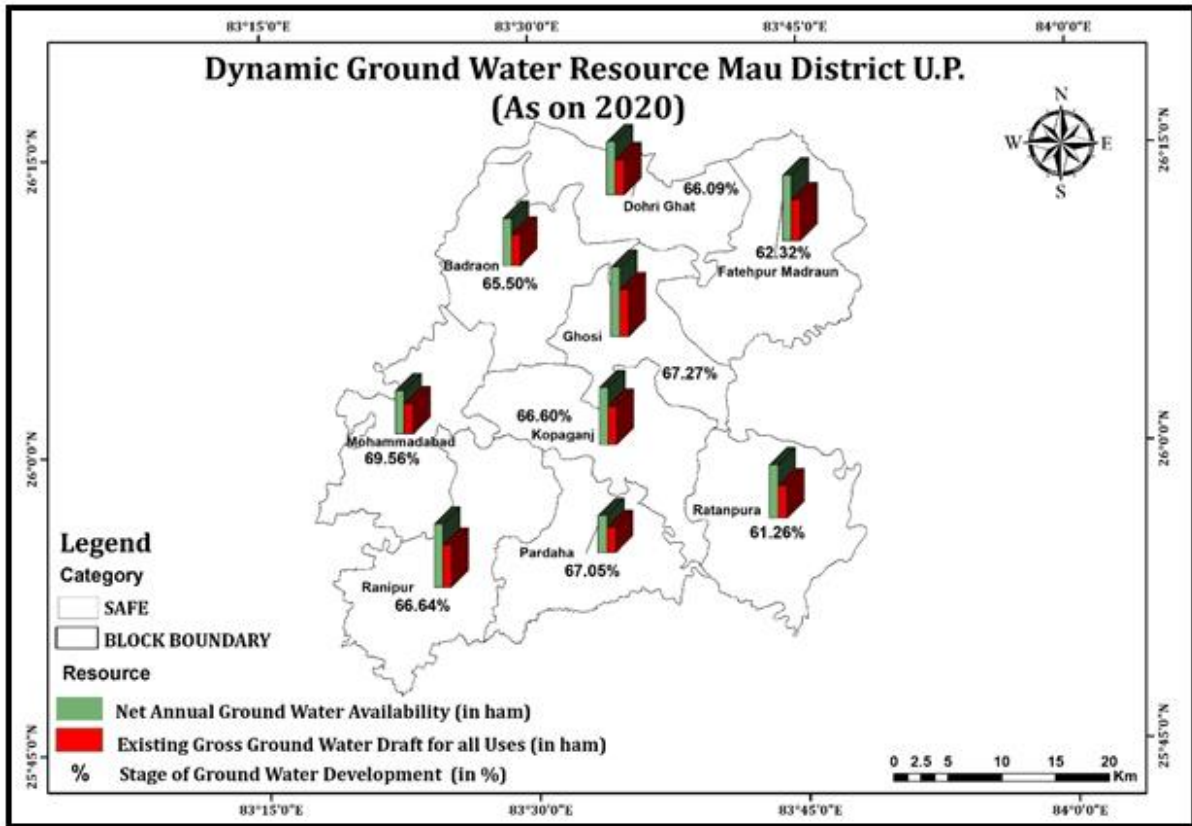 83°15'0"E 83°30'0"E 83°45'0"E 84°0'0"E
Dynamic Ground Water Resource Mau District U.P.
(As on 2020)
N
W E
S
26°15'0"N
26°15'0"N
66.09%
Dohri Ghat
62.32%
Fatehpur Madraun
Badraon
65.50%
Ghosi
67.27%
66.60%
Kopaganj
Mohammadabad
69.56%
26°0'0"N
26°0'0"N
Ratanpura
61.26%
Pardaha
67.05%
Ranipur
66.64%
Legend
Category
SAFE
BLOCK BOUNDARY
Resource
Net Annual Ground Water Availability (in ham)
Existing Gross Ground Water Draft for all Uses (in ham)
% Stage of Ground Water Development (in %)
25°45'0"N
25°45'0"N
0 2.5 5 10 15 20
Km
83°15'0"E 83°30'0"E 83°45'0"E 84°0'0"E